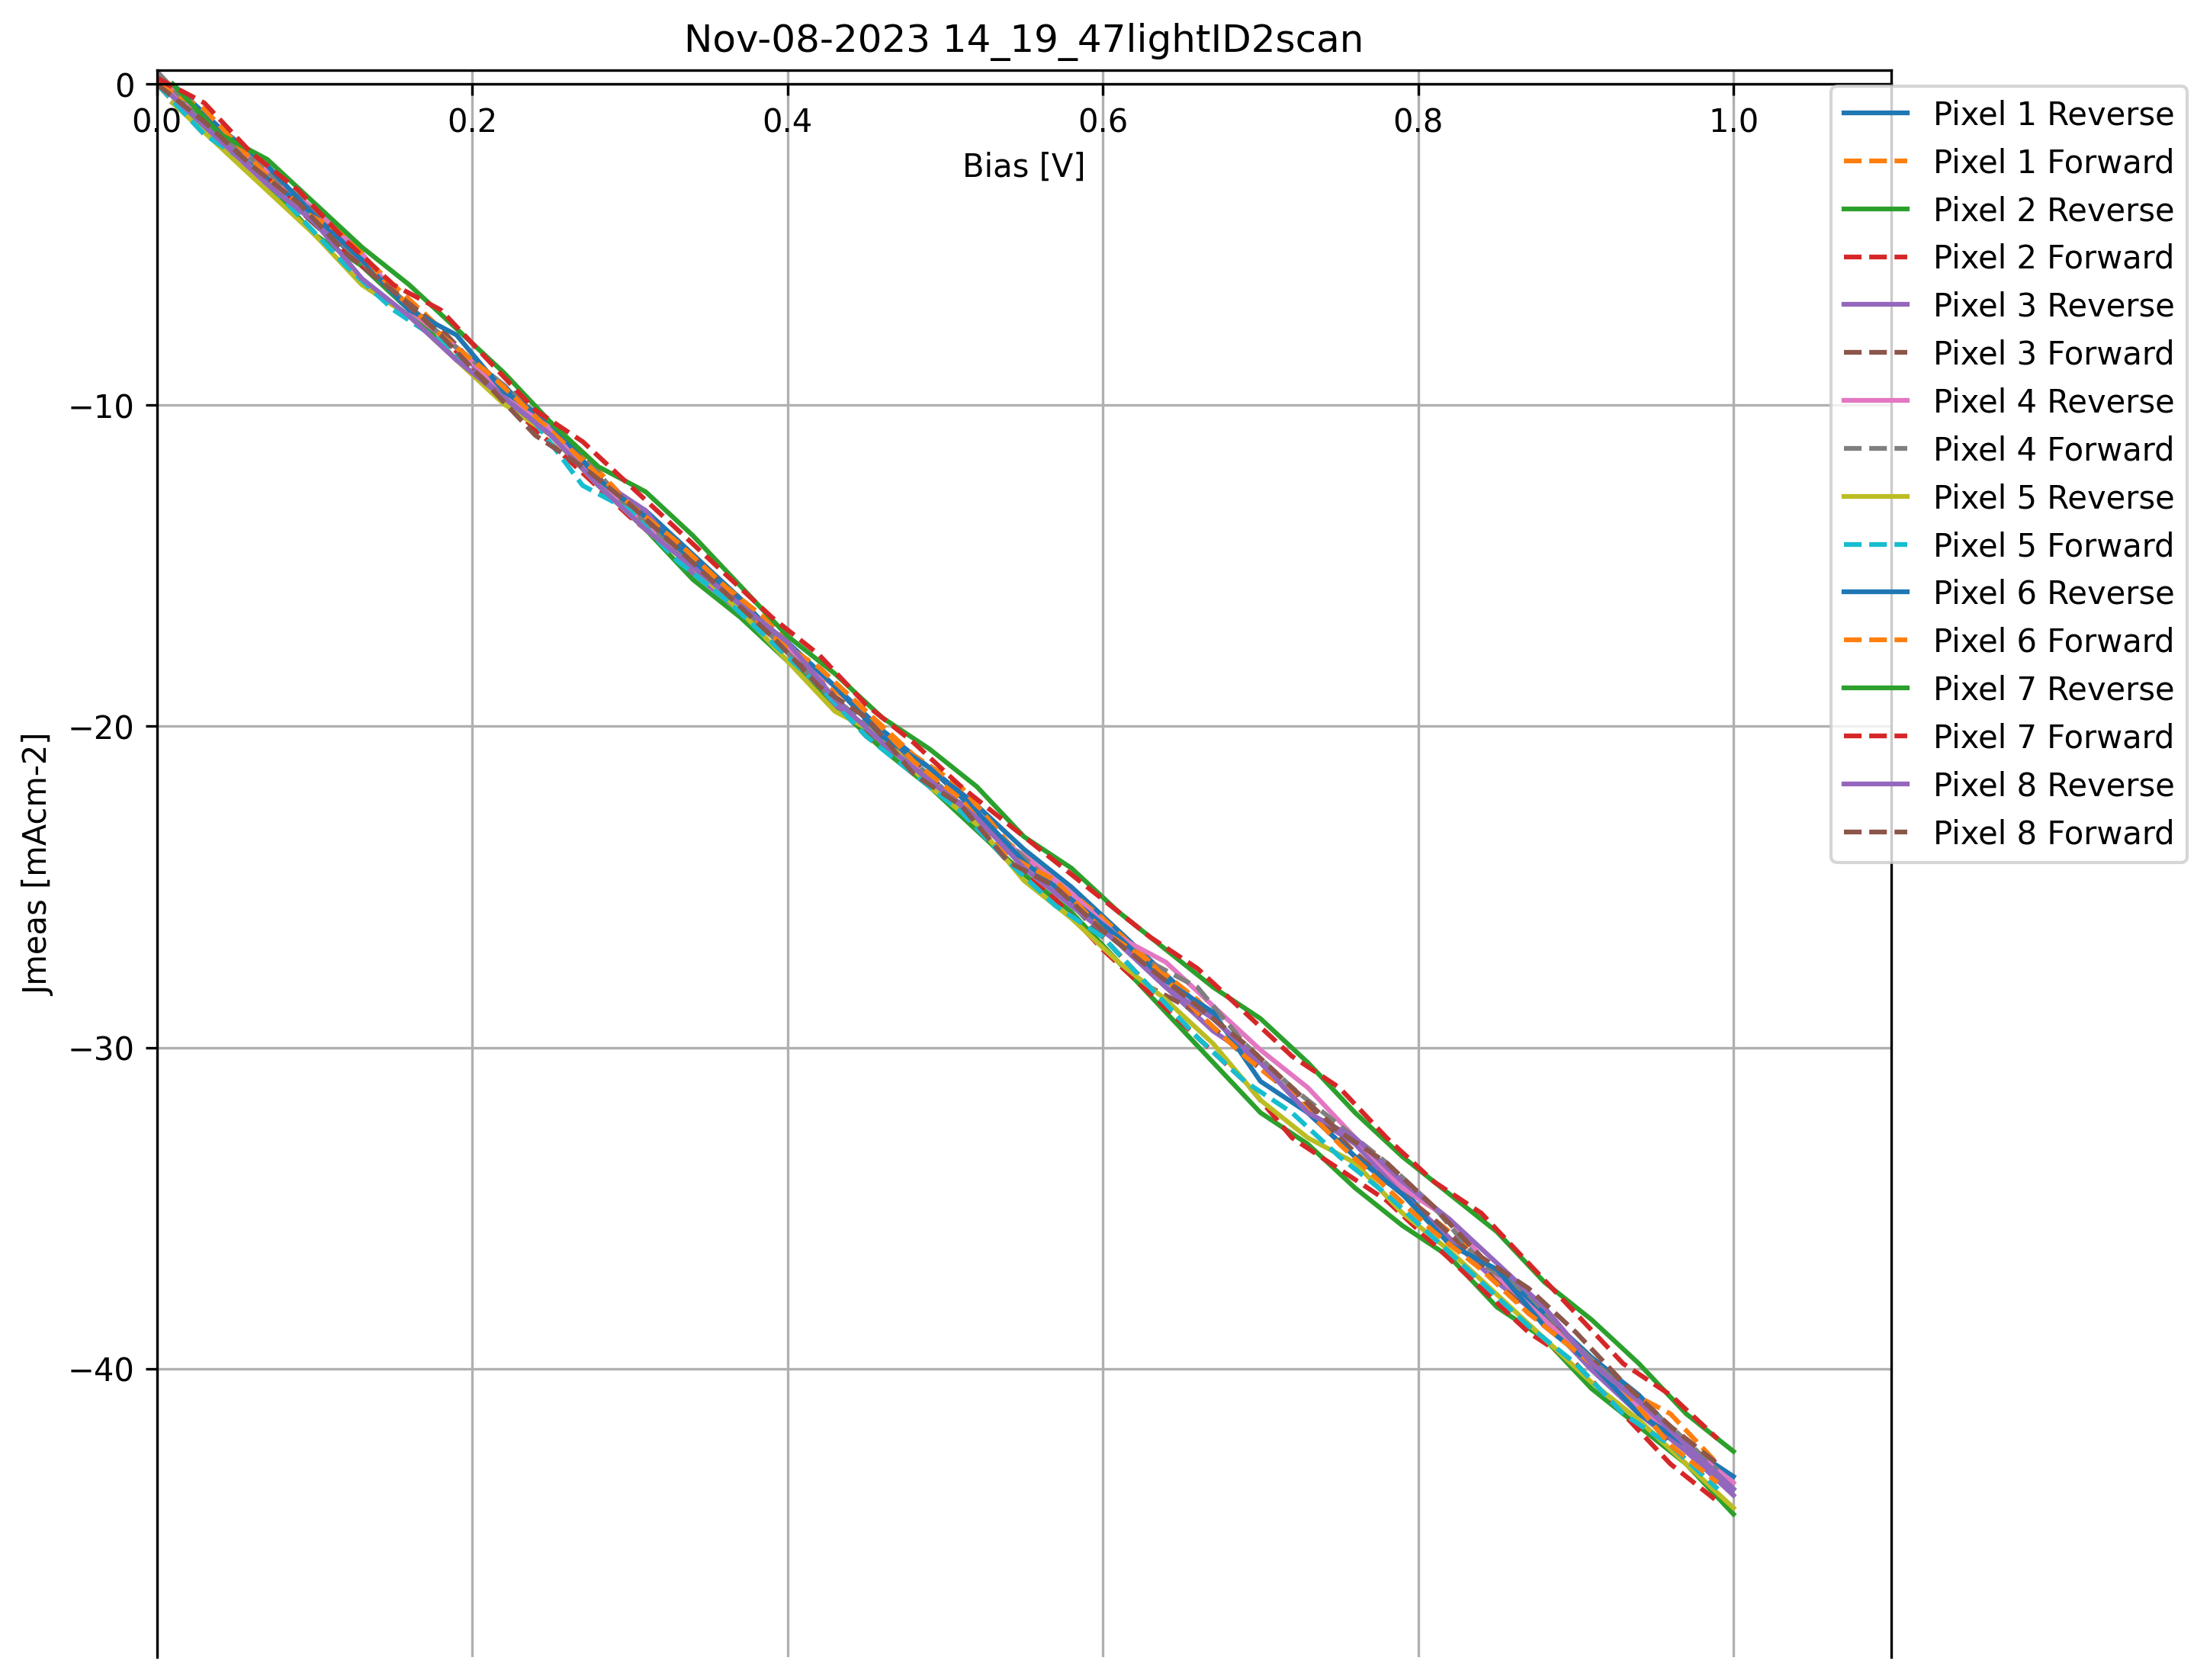 Nov-08-2023 14_19_47lightID2scan
0
0.0
0.2
0.4
0.6
0.8
1.0
Bias [V]
−10
−20
−30
−40
Jmeas [mAcm-2]
Pixel 1 Reverse
Pixel 1 Forward
Pixel 2 Reverse
Pixel 2 Forward
Pixel 3 Reverse
Pixel 3 Forward
Pixel 4 Reverse
Pixel 4 Forward
Pixel 5 Reverse
Pixel 5 Forward
Pixel 6 Reverse
Pixel 6 Forward
Pixel 7 Reverse
Pixel 7 Forward
Pixel 8 Reverse
Pixel 8 Forward